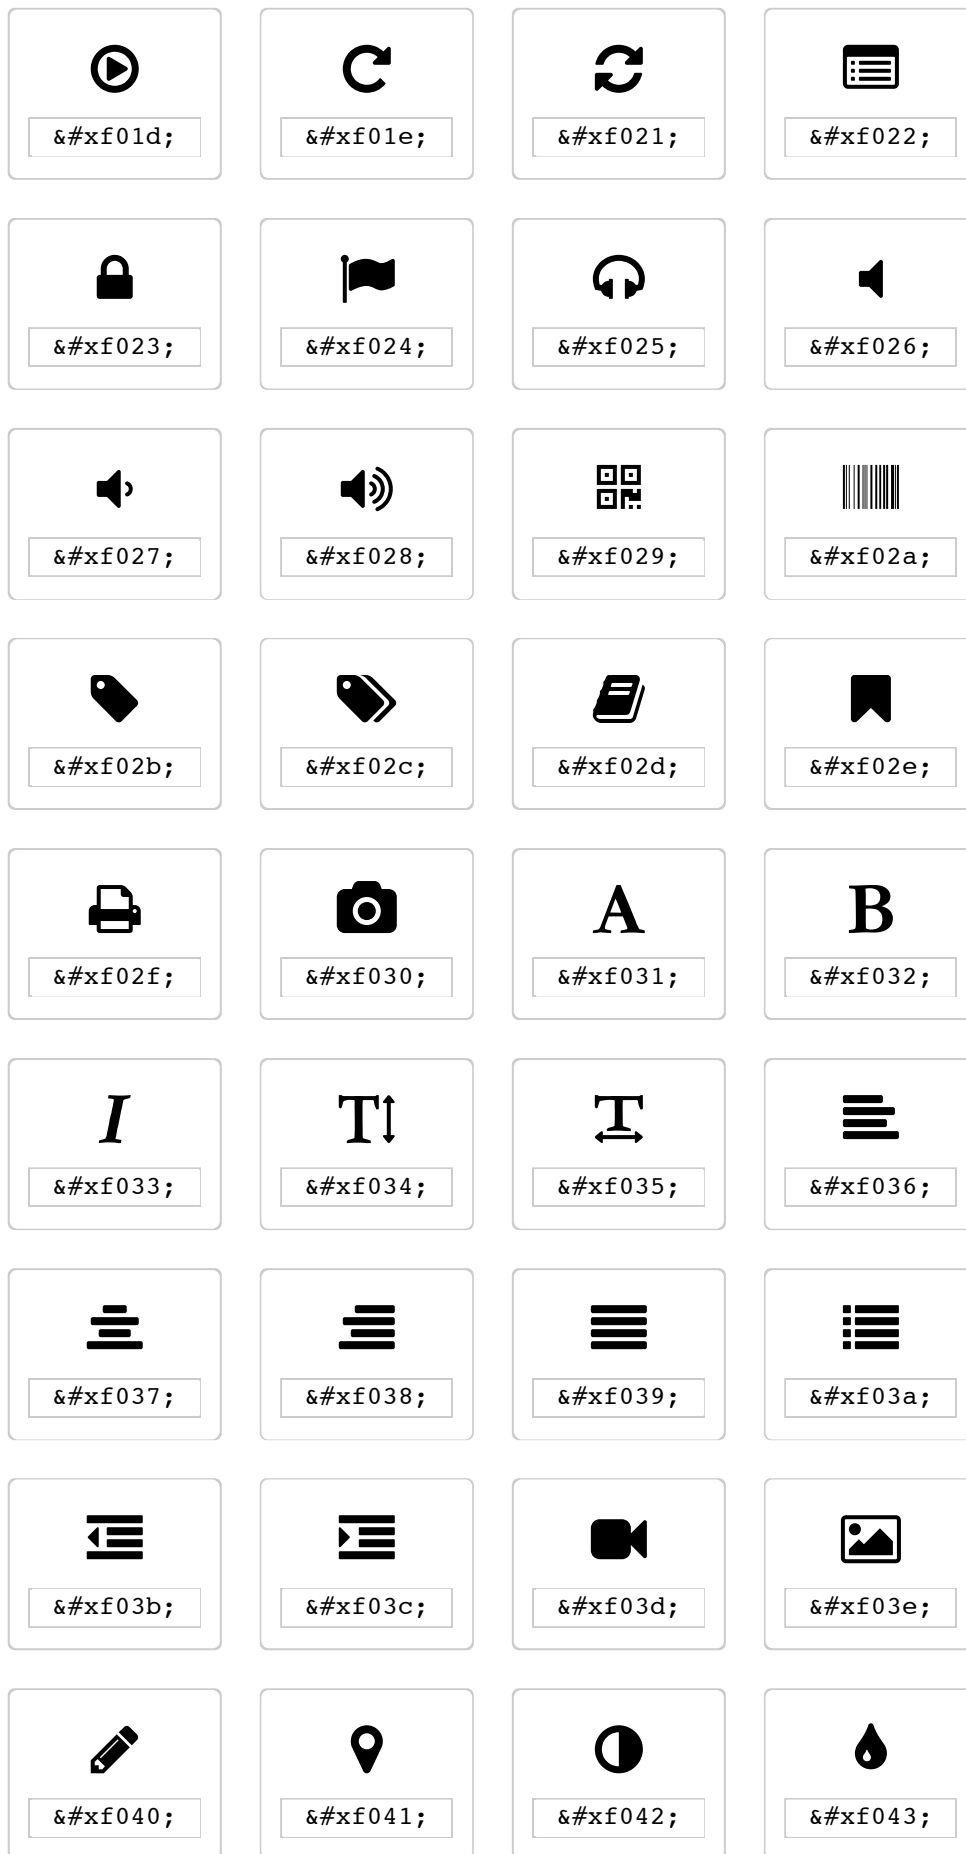 &#xf01d; &#xf01e; &#xf021; &#xf022;
&#xf023; &#xf024; &#xf025; &#xf026;
&#xf027; &#xf028; &#xf029; &#xf02a;
&#xf02b; &#xf02c; &#xf02d; &#xf02e;
A B
&#xf02f; &#xf030; &#xf031; &#xf032;
I T T
&#xf033; &#xf034; &#xf035; &#xf036;
&#xf037; &#xf038; &#xf039; &#xf03a;
&#xf03b; &#xf03c; &#xf03d; &#xf03e;
&#xf040; &#xf041; &#xf042; &#xf043;